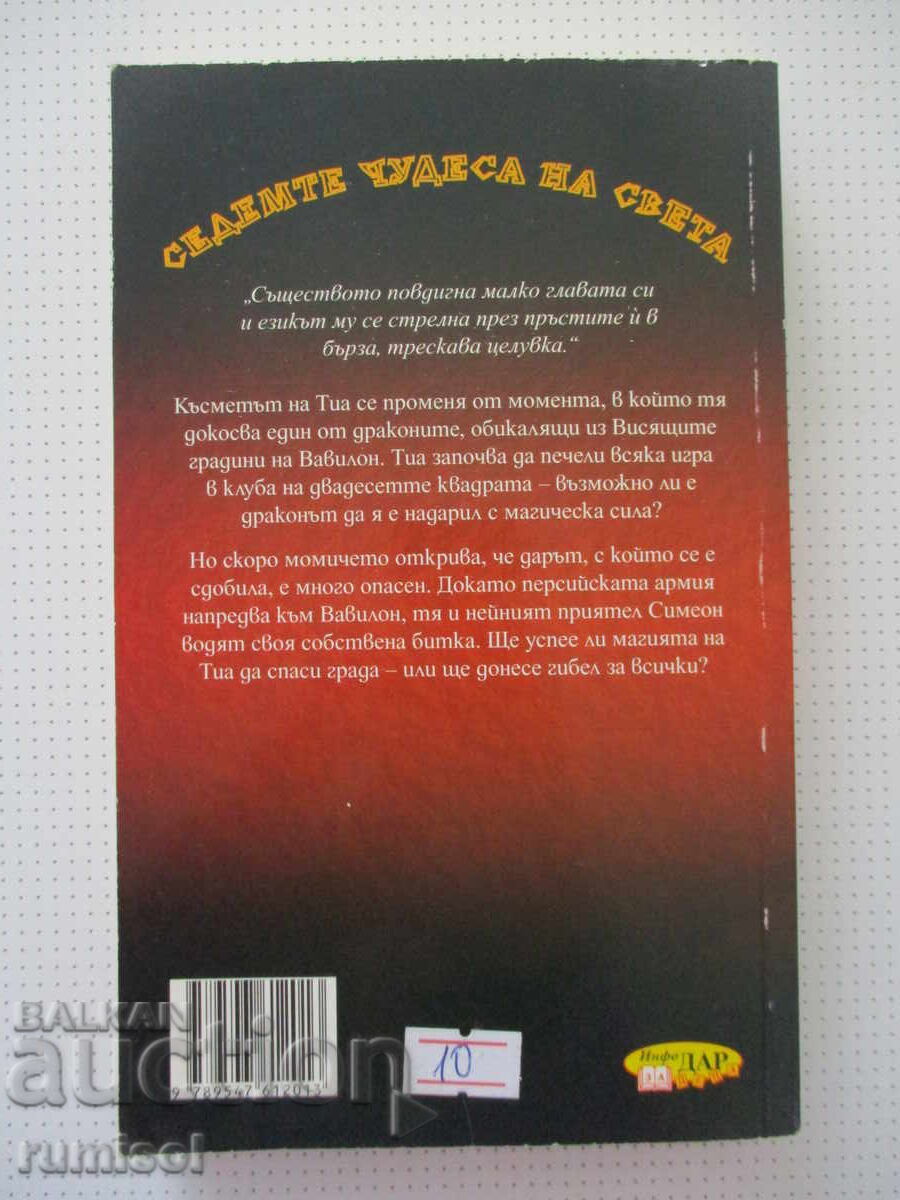 СЕДЕМТЕ ЧУДЕСА НА СВЕТА
„Съществото повдигна малко главата си
и езикът му се стрелна през пръстите ѝ в
бърза, трескава целувка.“
Късметът на Тиа се променя от момента, в който тя
докосва един от драконите, обикалящи из Висящите
градини на Вавилон. Тиа започва да печели всяка игра
в клуба на двадесетте квадрата – възможно ли е
драконът да я е надарил с магическа сила?
Но скоро момичето открива, че дарът, с който се е
сдобила, е много опасен. Докато персийската армия
напредва към Вавилон, тя и нейният приятел Симеон
водят своя собствена битка. Ще успее ли магията на
Тиа да спаси града – или ще донесе гибел за всички?
BALKAN
auction
9 789547 612013
10
Инфо
ДАР
ЗА
rumisol